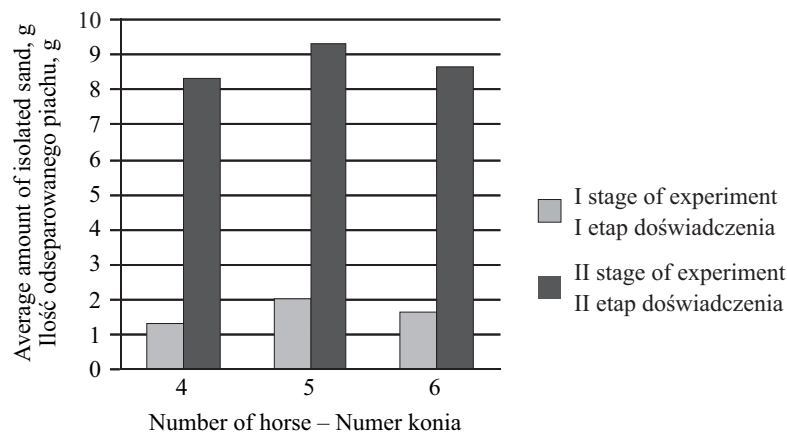 Average amount of isolated sand, g
Ilość odseparowanego piachu, g
10
9
8
7
6
5
4
3
2
1
0
4 5 6
Number of horse – Numer konia
I stage of experiment
I etap doświadczenia
II stage of experiment
II etap doświadczenia